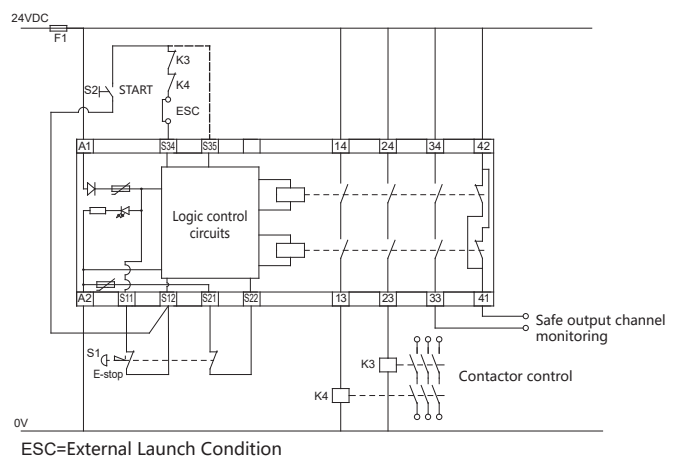 24VDC
F1
K3
S2 START
K4
ESC
A1 S34 S35 14 24 34 42
Logic control
circuits
A2 S11 S12 S21 S22 13 23 33 41
Safe output channel
monitoring
S1
E-stop
K3
Contactor control
K4
0V
ESC=External Launch Condition